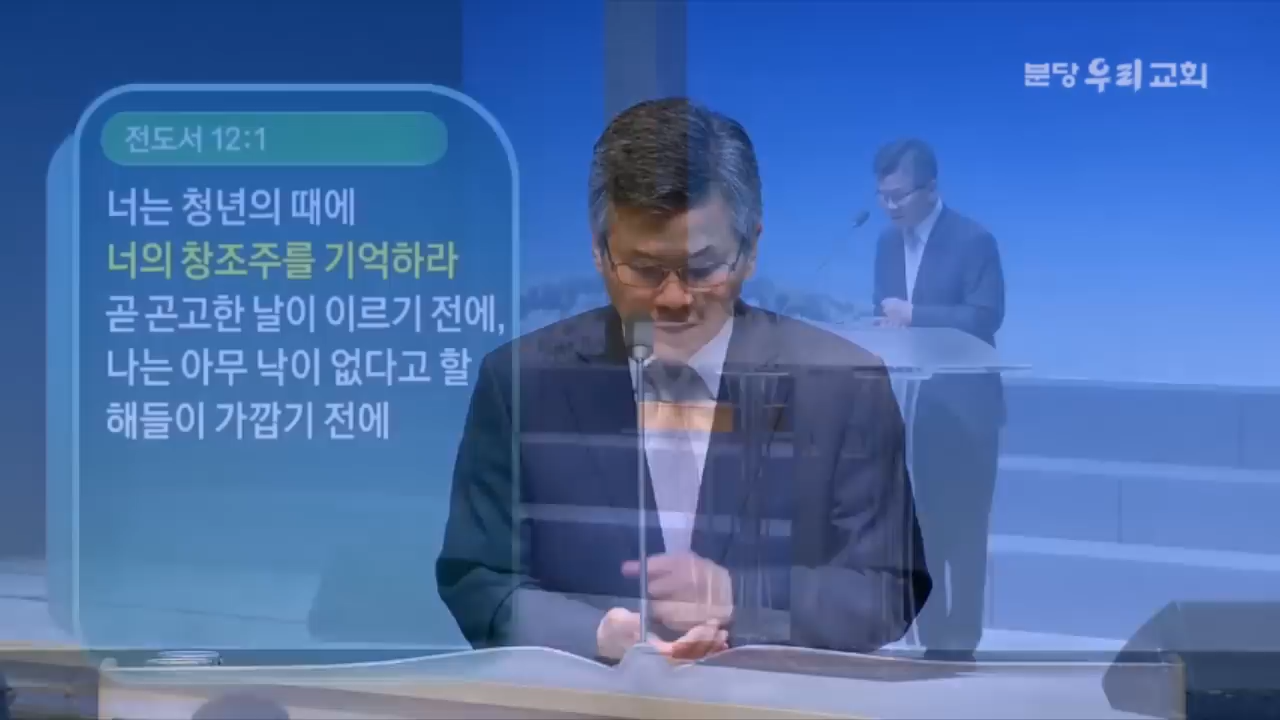 분당우리교회
전도서 12:1
너는 청년의 때에
너의 창조주를 기억하라
곧 곤고한 날이 이르기 전에,
나는 아무 낙이 없다고 할
해들이 가깝기 전에